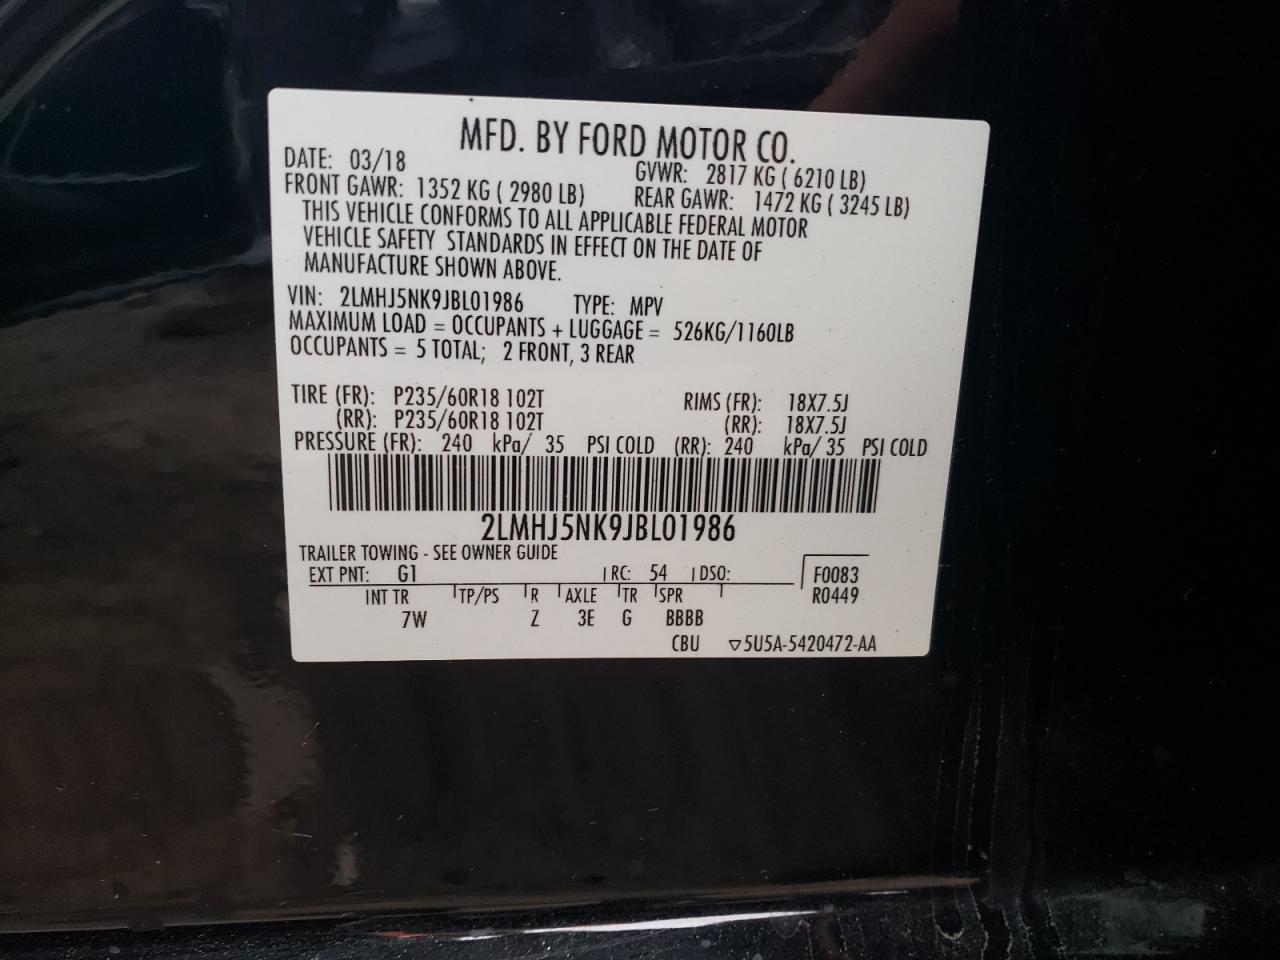 MFD. BY FORD MOTOR CO.
DATE: 03/18 GVWR: 2817 KG ( 6210 LB)
FRONT GAWR: 1352 KG ( 2980 LB) REAR GAWR: 1472 KG ( 3245 LB)
THIS VEHICLE CONFORMS TO ALL APPLICABLE FEDERAL MOTOR
VEHICLE SAFETY STANDARDS IN EFFECT ON THE DATE OF
MANUFACTURE SHOWN ABOVE.
VIN: 2LMHJ5NK9JBL01986 TYPE: MPV
MAXIMUM LOAD = OCCUPANTS + LUGGAGE = 526KG/1160LB
OCCUPANTS = 5 TOTAL; 2 FRONT, 3 REAR
TIRE (FR): P235/60R18 102T RIMS (FR): 18X7.5J
(RR): P235/60R18 102T (RR): 18X7.5J
PRESSURE (FR): 240 kPa/ 35 PSI COLD (RR): 240 kPa/ 35 PSI COLD
2LMHJ5NK9JBL01986
TRAILER TOWING - SEE OWNER GUIDE
EXT PNT: G1 RC: 54 DSO: F0083
INT TR TP/PS R AXLE TR SPR R0449
7W Z 3E G BBBB
CBU ▽5U5A-5420472-AA